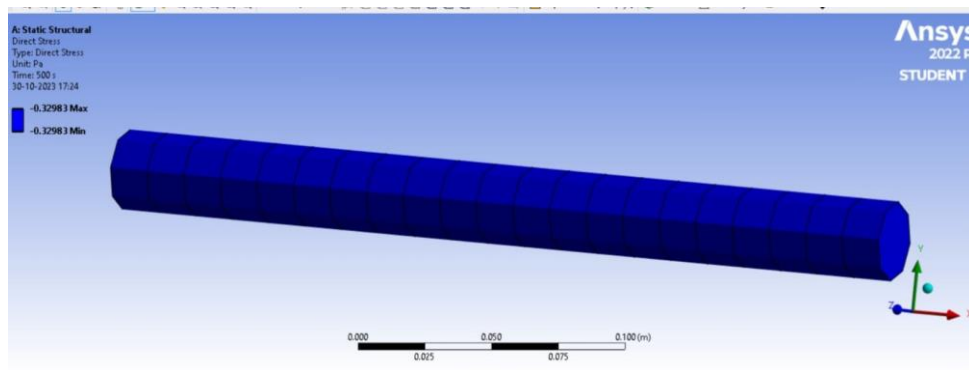 A: Static Structural
Direct Stress
Type: Direct Stress
Unit: Pa
Time: 500 s
30-10-2023 17:24
-0.32983 Max
-0.32983 Min
Ansys
2022 R
STUDENT
Y
Z
X
0.000
0.050
0.100 (m)
0.025
0.075